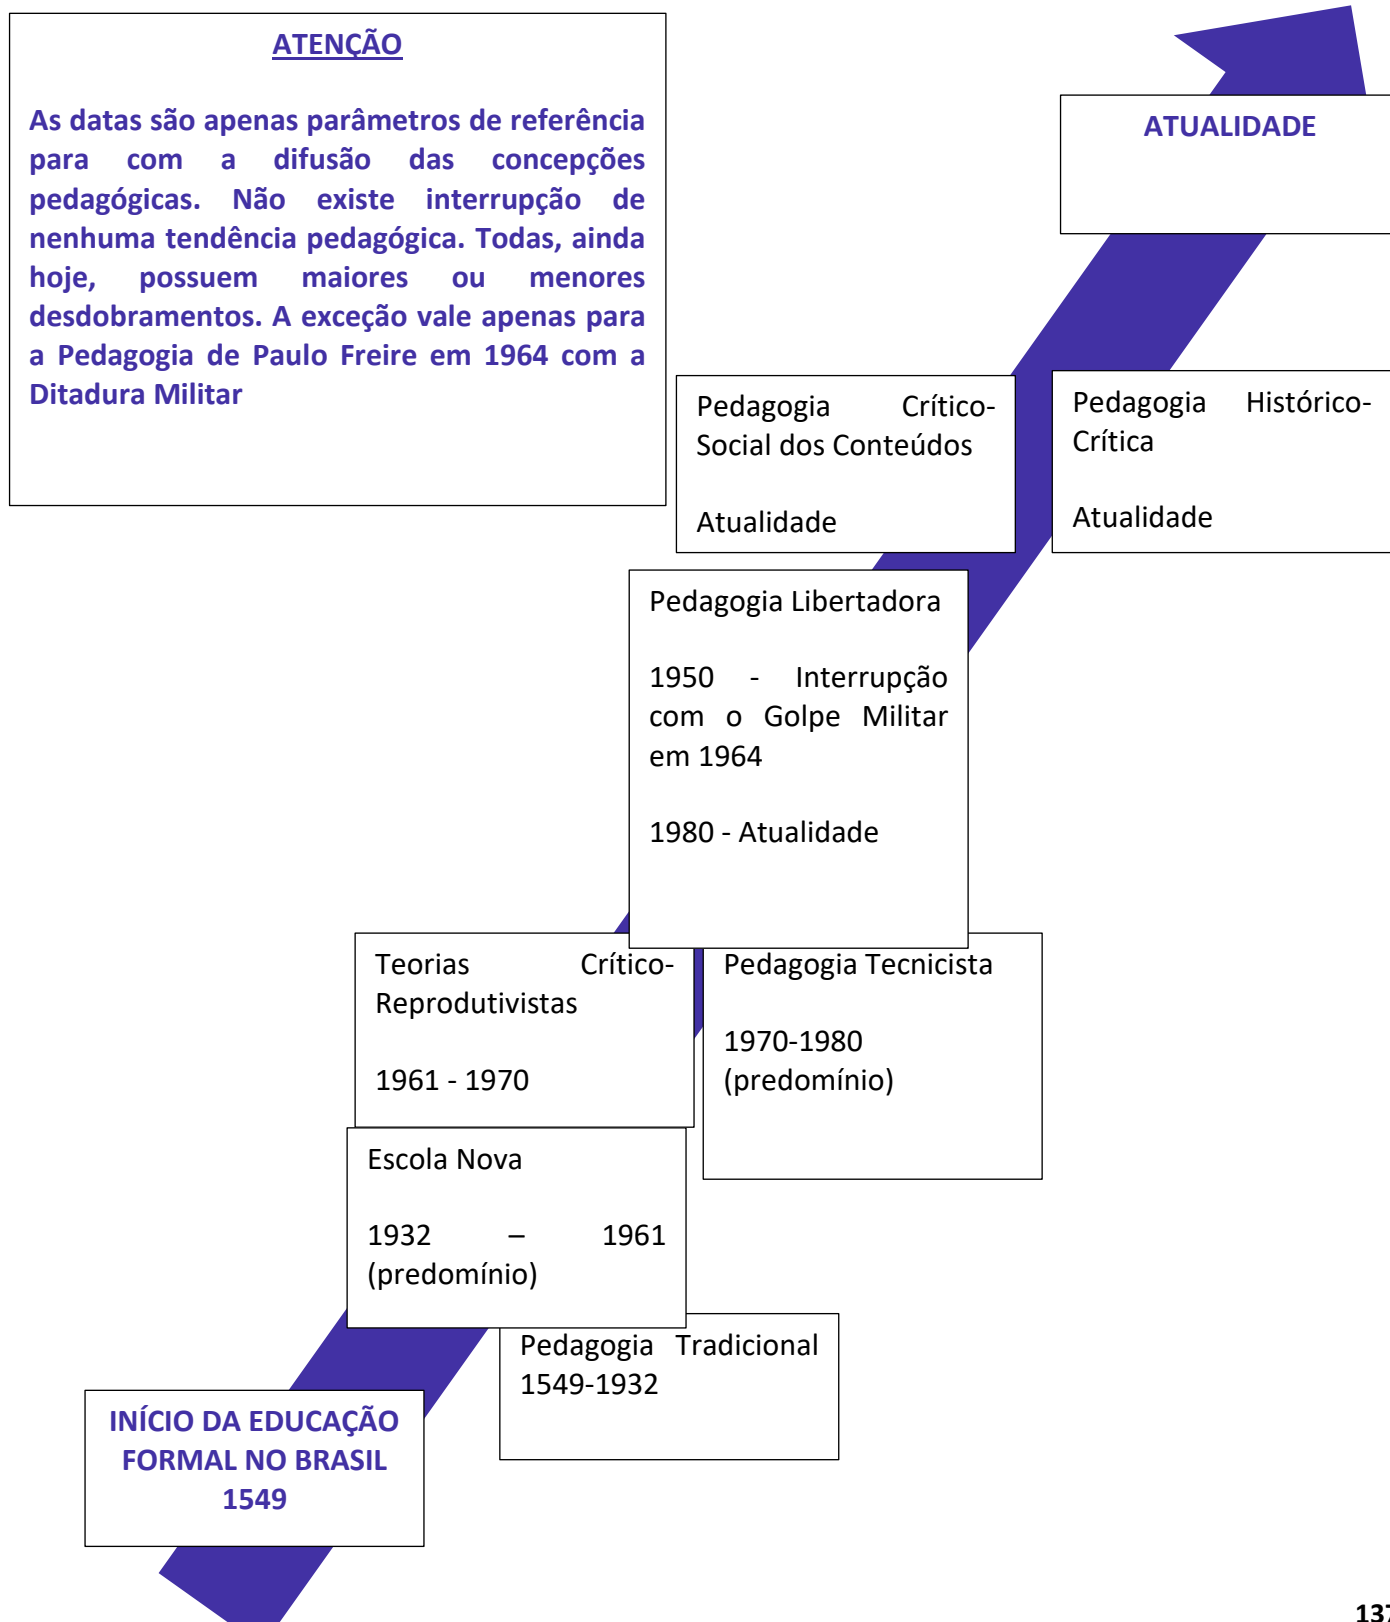 ATENÇÃO
As datas são apenas parâmetros de referência
para com a difusão das concepções
pedagógicas. Não existe interrupção de
nenhuma tendência pedagógica. Todas, ainda
hoje, possuem maiores ou menores
desdobramentos. A exceção vale apenas para
a Pedagogia de Paulo Freire em 1964 com a
Ditadura Militar
ATUALIDADE
Pedagogia Crítico-
Social dos Conteúdos
Atualidade
Pedagogia Histórico-
Crítica
Atualidade
Pedagogia Libertadora
1950 - Interrupção
com o Golpe Militar
em 1964
1980 - Atualidade
Teorias Crítico-
Reprodutivistas
1961 - 1970
Pedagogia Tecnicista
1970-1980
(predomínio)
Escola Nova
1932 – 1961
(predomínio)
Pedagogia Tradicional
1549-1932
INÍCIO DA EDUCAÇÃO
FORMAL NO BRASIL
1549
137